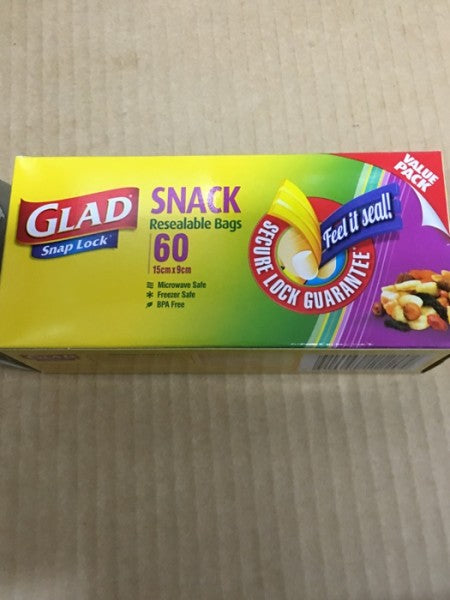 GLAD
Snap Lock
SNACK
Resealable Bags
60
15cm x 9cm
Microwave Safe
Freezer Safe
BPA Free
Feel it seal!
SECURE LOCK GUARANTEE
VALUE
PACK